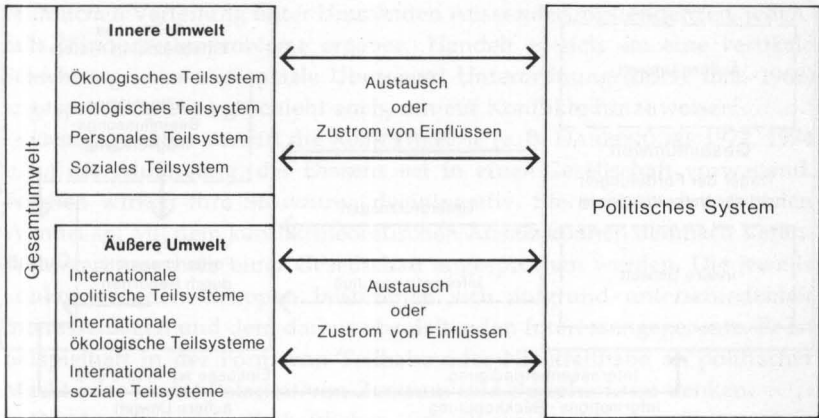 Gesamtumwelt
Innere Umwelt
Ökologisches Teilsystem
Biologisches Teilsystem
Personales Teilsystem
Soziales Teilsystem
Austausch
oder
Zustrom von Einflüssen
Äußere Umwelt
Internationale
politische Teilsysteme
Internationale
ökologische Teilsysteme
Internationale
soziale Teilsysteme
Austausch
oder
Zustrom von Einflüssen
Politisches System